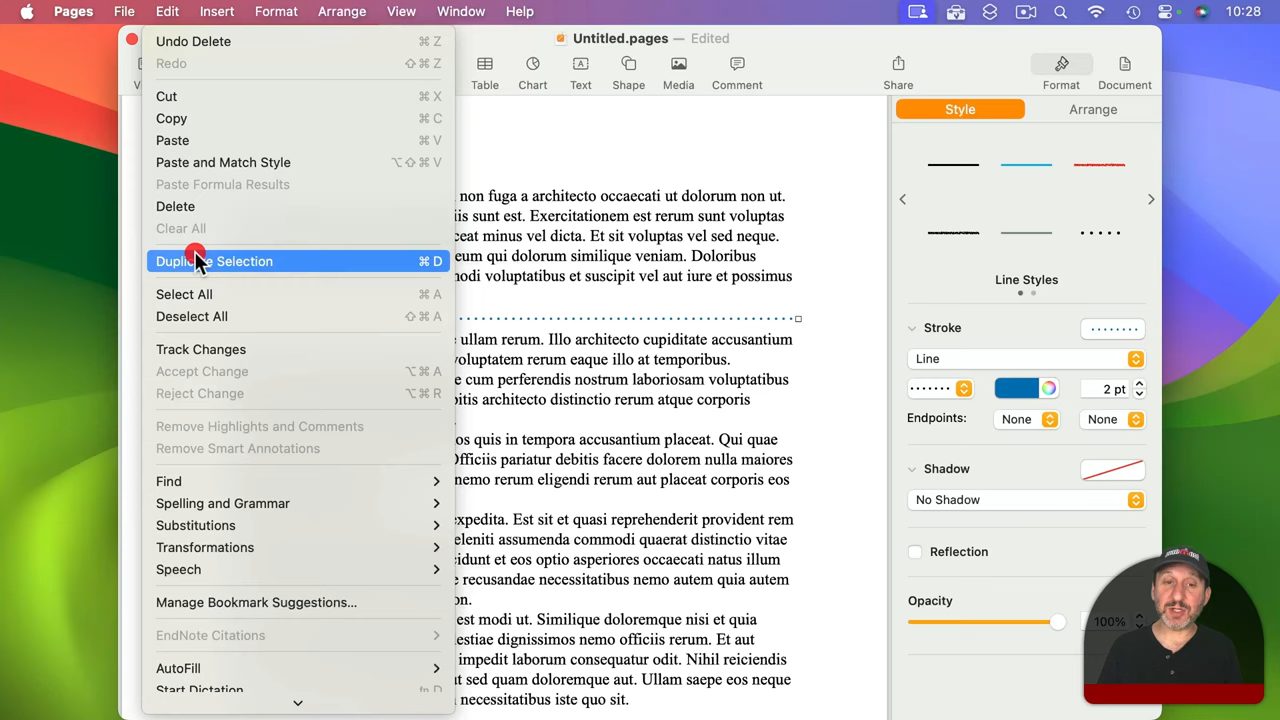 Pages File Edit Insert Format Arrange View Window Help 10:28
Untitled.pages — Edited
Table Chart Text Shape Media Comment Share Format Document
Undo Delete ⌘ Z
Redo ⇧ ⌘ Z
Cut ⌘ X
Copy ⌘ C
Paste ⌘ V
Paste and Match Style ⌥ ⇧ ⌘ V
Paste Formula Results
Delete
Clear All
Selection ⌘ D
Select All ⌘ A
Deselect All ⇧ ⌘ A
Track Changes
Accept Change ⌥ ⌘ A
Reject Change ⌥ ⌘ R
Remove Highlights and Comments
Remove Smart Annotations
Find
Spelling and Grammar
Substitutions
Transformations
Speech
Manage Bookmark Suggestions...
EndNote Citations
AutoFill
Start Dictation
non fuga a architecto occaecati ut dolorum non ut.
iis sunt est. Exercitationem est rerum sunt voluptas
ceat minus vel dicta. Et sit voluptas vel sed neque.
eum qui dolorum similique veniam. Doloribus
modi voluptatibus et suscipit vel aut iure et possimus
ullam rerum. Illo architecto cupiditate accusantium
voluptatem rerum eaque illo at temporibus.
e cum perferendis nostrum laboriosam voluptatibus
bitis architecto distinctio rerum atque corporis
os quis in tempora accusantium placeat. Qui quae
Officiis pariatur debitis facere dolorem nulla maiores
nemo rerum eligendi rerum aut placeat corporis eos
expedita. Est sit et quasi reprehenderit provident rem
eleniti assumenda commodi quaerat distinctio vitae
cidunt et eos optio asperiores occaecati natus illum
e recusandae necessitatibus nemo autem quia autem
on.
est modi ut. Similique doloremque nisi et quia
estiae dignissimos nemo officiis rerum. Et aut
impedit laborum consequatur odit. Nihil reiciendis
at sed quam doloremque aut. Ullam saepe eos neque
necessitatibus iste quo sit.
Style Arrange
Line Styles
Stroke
Line
2 pt
Endpoints: None None
Shadow
No Shadow
Reflection
Opacity
100%